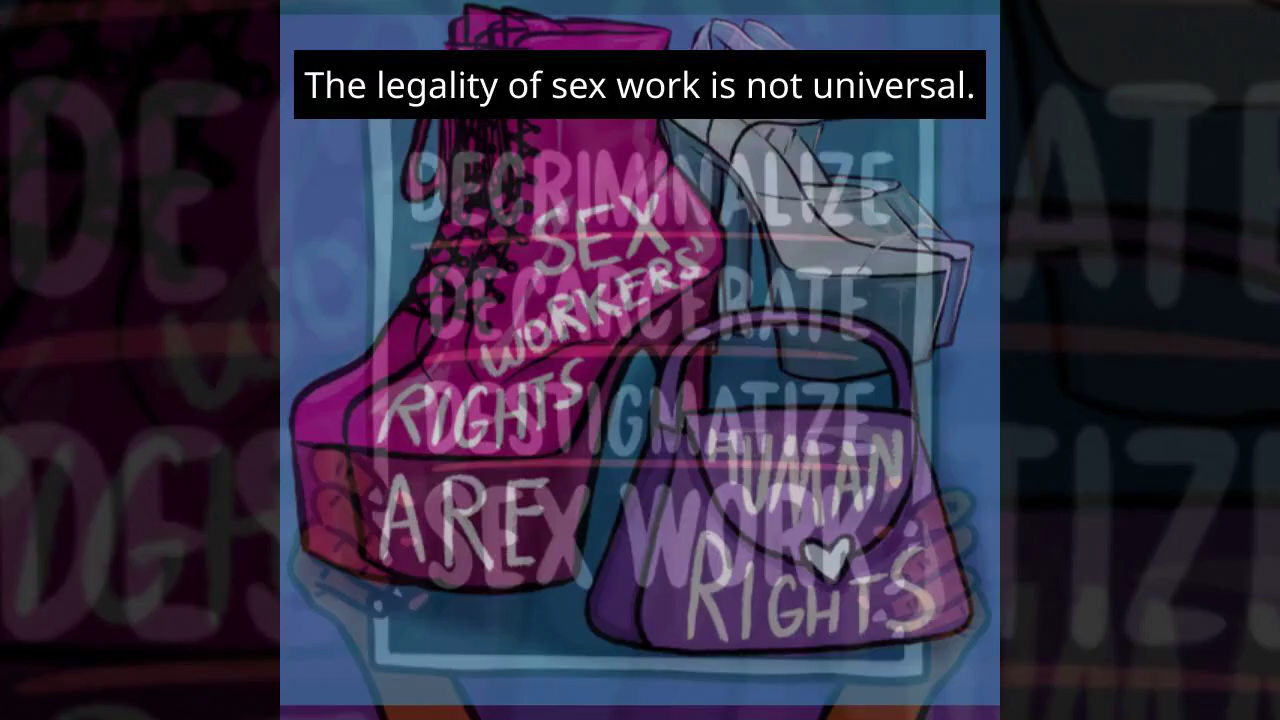 The legality of sex work is not universal.
DECRIMINALIZE
DECARCERATE
DESTIGMATIZE
SEX WORK
SEX
WORKERS'
RIGHTS
ARE
HUMAN
RIGHTS